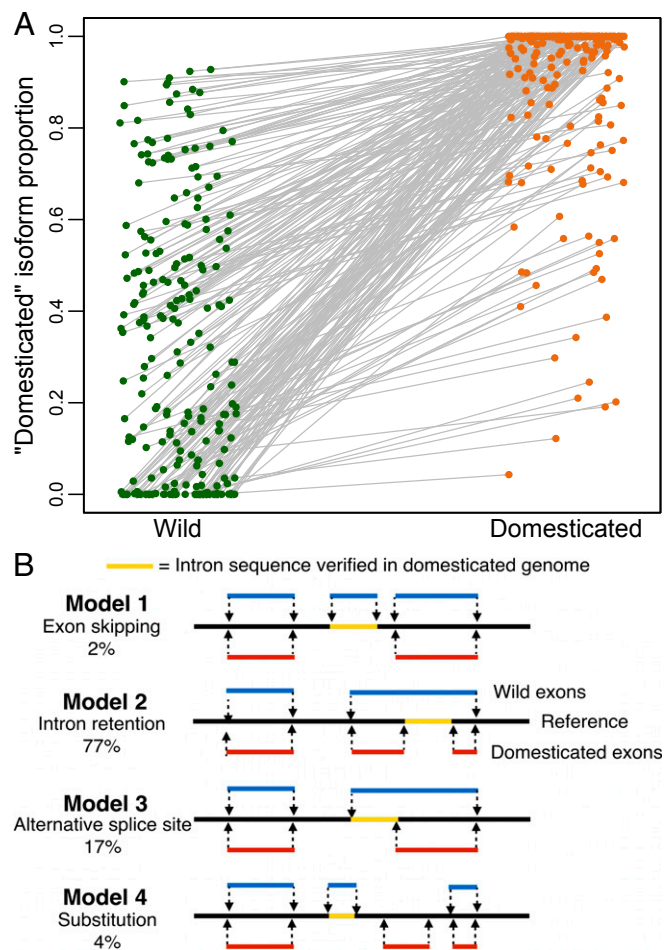 A
"Domesticated" isoform proportion
1.0
0.8
0.6
0.4
0.2
0.0
Wild Domesticated
B
= Intron sequence verified in domesticated genome
Model 1
Exon skipping
2%
Model 2
Intron retention
77%
Wild exons
Reference
Domesticated exons
Model 3
Alternative splice site
17%
Model 4
Substitution
4%